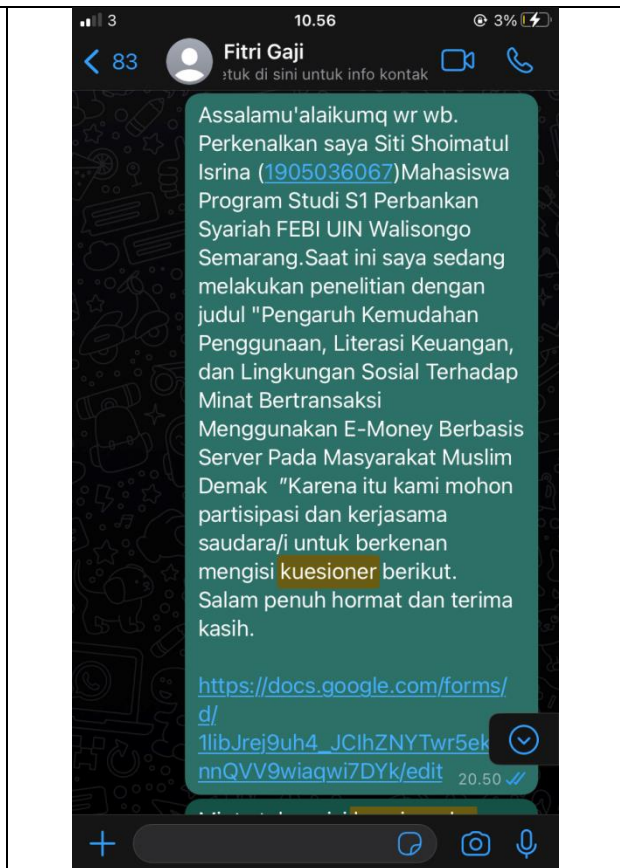 3 10.56 3%
83 Fitri Gaji
etuk di sini untuk info kontak
Assalamu'alaikumq wr wb.
Perkenalkan saya Siti Shoimatul
Isrina (1905036067)Mahasiswa
Program Studi S1 Perbankan
Syariah FEBI UIN Walisongo
Semarang.Saat ini saya sedang
melakukan penelitian dengan
judul "Pengaruh Kemudahan
Penggunaan, Literasi Keuangan,
dan Lingkungan Sosial Terhadap
Minat Bertransaksi
Menggunakan E-Money Berbasis
Server Pada Masyarakat Muslim
Demak "Karena itu kami mohon
partisipasi dan kerjasama
saudara/i untuk berkenan
mengisi kuesioner berikut.
Salam penuh hormat dan terima
kasih.
https://docs.google.com/forms/
d/
1libJrej9uh4_JClhZNYTwr5ek
nnQVV9wiaqwi7DYk/edit 20.50